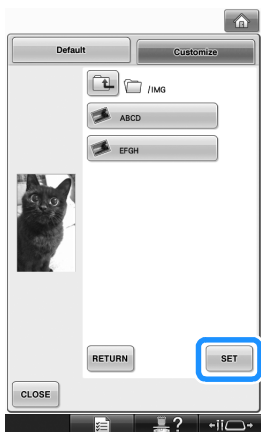 Default Customize
/IMG
ABCD
EFGH
RETURN SET
CLOSE
?